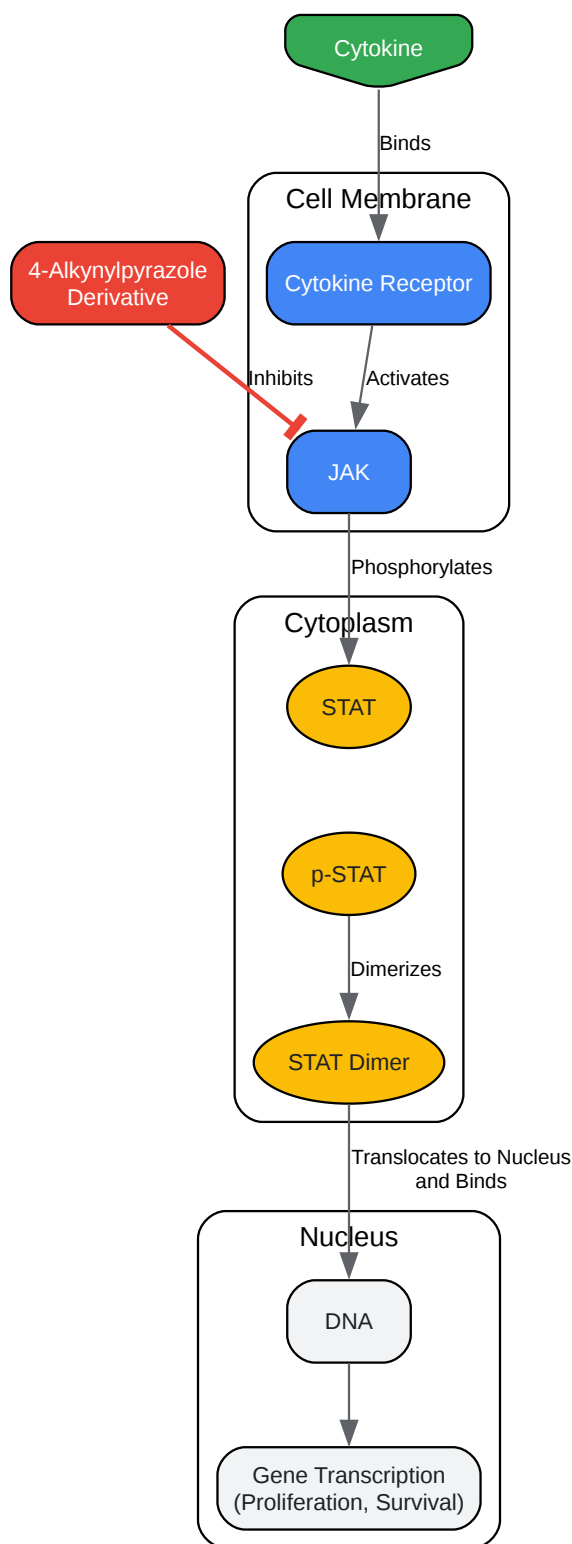 Cytokine
Binds
Cell Membrane
4-Alkynylpyrazole
Derivative
Cytokine Receptor
Inhibits
Activates
JAK
Phosphorylates
Cytoplasm
STAT
p-STAT
Dimerizes
STAT Dimer
Translocates to Nucleus
and Binds
Nucleus
DNA
Gene Transcription
(Proliferation, Survival)